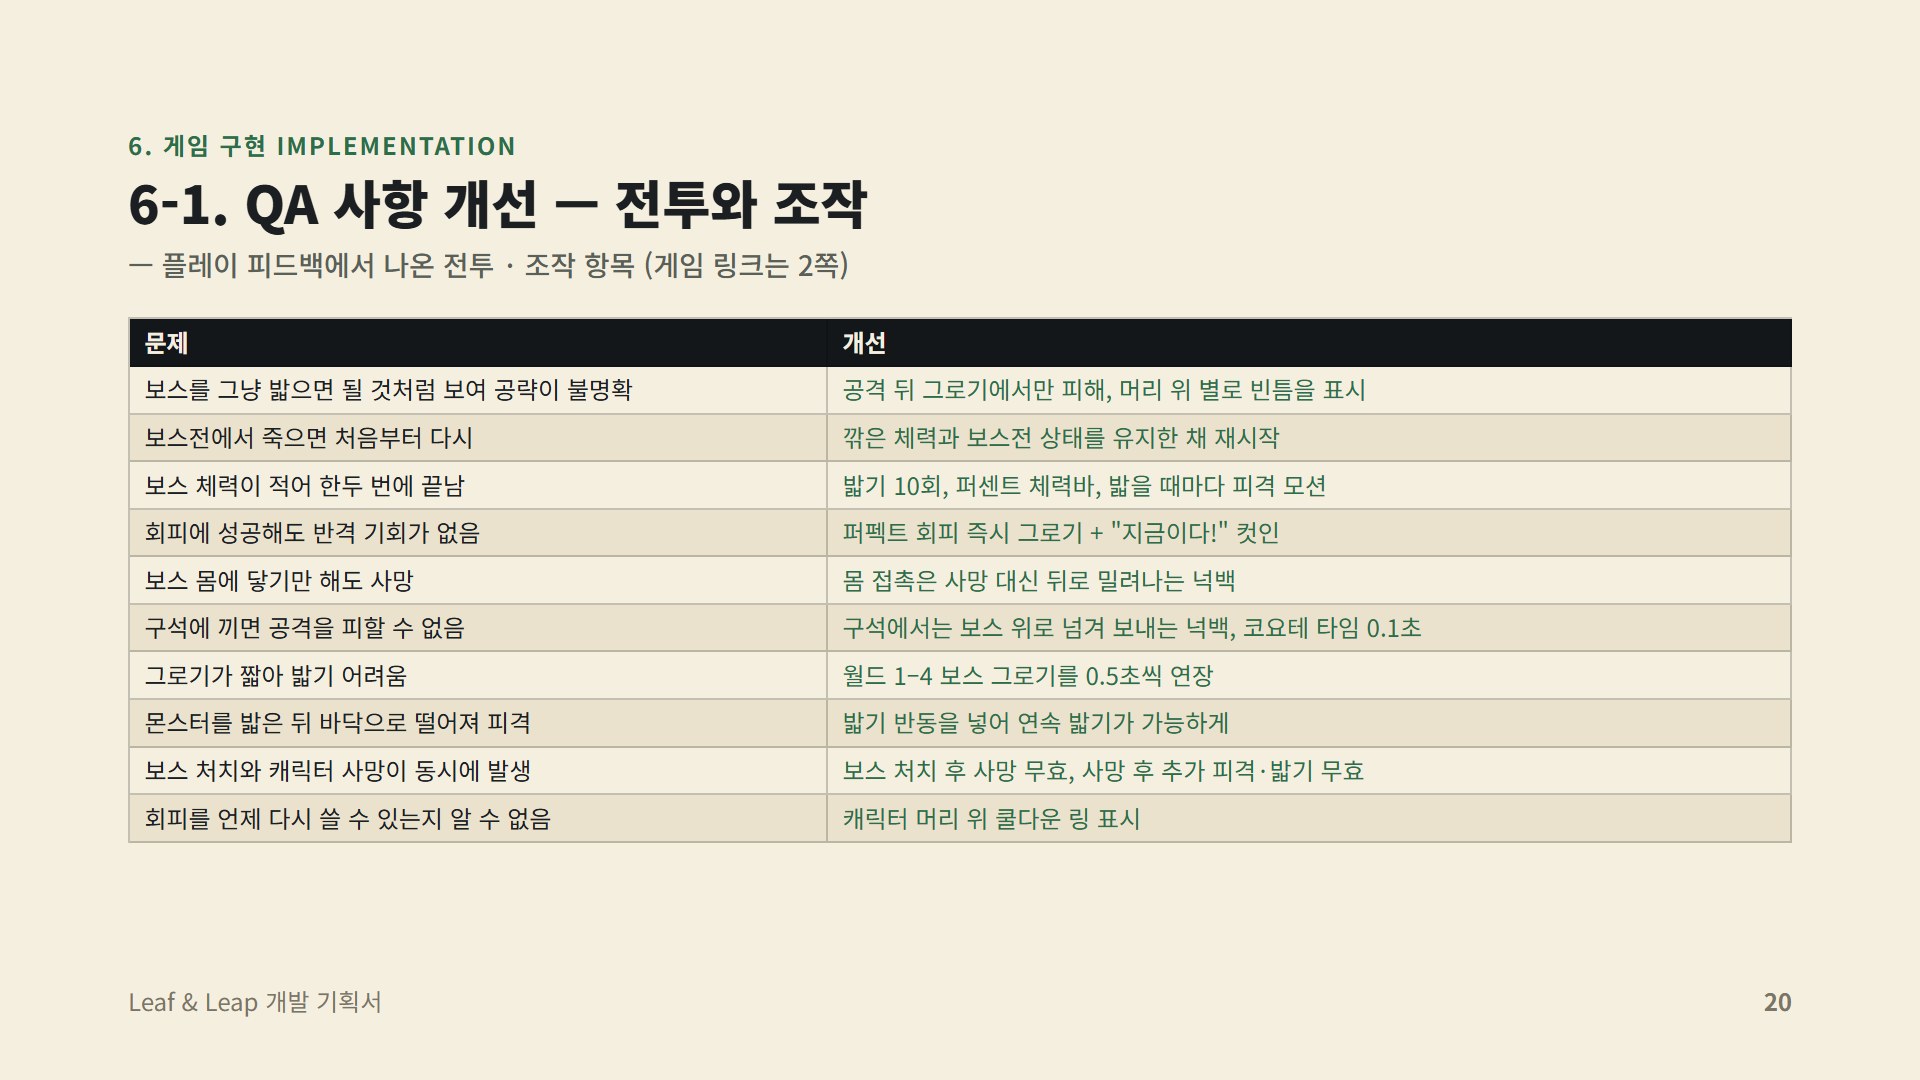 6. 게임 구현 IMPLEMENTATION
6-1. QA 사항 개선 — 전투와 조작
— 플레이 피드백에서 나온 전투 · 조작 항목 (게임 링크는 2쪽)
문제 개선
보스를 그냥 밟으면 될 것처럼 보여 공략이 불명확 공격 뒤 그로기에서만 피해, 머리 위 별로 빈틈을 표시
보스전에서 죽으면 처음부터 다시 깎은 체력과 보스전 상태를 유지한 채 재시작
보스 체력이 적어 한두 번에 끝남 밟기 10회, 퍼센트 체력바, 밟을 때마다 피격 모션
회피에 성공해도 반격 기회가 없음 퍼펙트 회피 즉시 그로기 + "지금이다!" 컷인
보스 몸에 닿기만 해도 사망 몸 접촉은 사망 대신 뒤로 밀려나는 넉백
구석에 끼면 공격을 피할 수 없음 구석에서는 보스 위로 넘겨 보내는 넉백, 코요테 타임 0.1초
그로기가 짧아 밟기 어려움 월드 1–4 보스 그로기를 0.5초씩 연장
몬스터를 밟은 뒤 바닥으로 떨어져 피격 밟기 반동을 넣어 연속 밟기가 가능하게
보스 처치와 캐릭터 사망이 동시에 발생 보스 처치 후 사망 무효, 사망 후 추가 피격·밟기 무효
회피를 언제 다시 쓸 수 있는지 알 수 없음 캐릭터 머리 위 쿨다운 링 표시
Leaf & Leap 개발 기획서 20